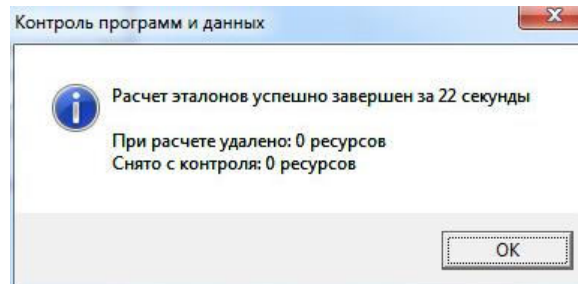 Контроль программ и данных
Расчет эталонов успешно завершен за 22 секунды
При расчете удалено: 0 ресурсов
Снято с контроля: 0 ресурсов
OK